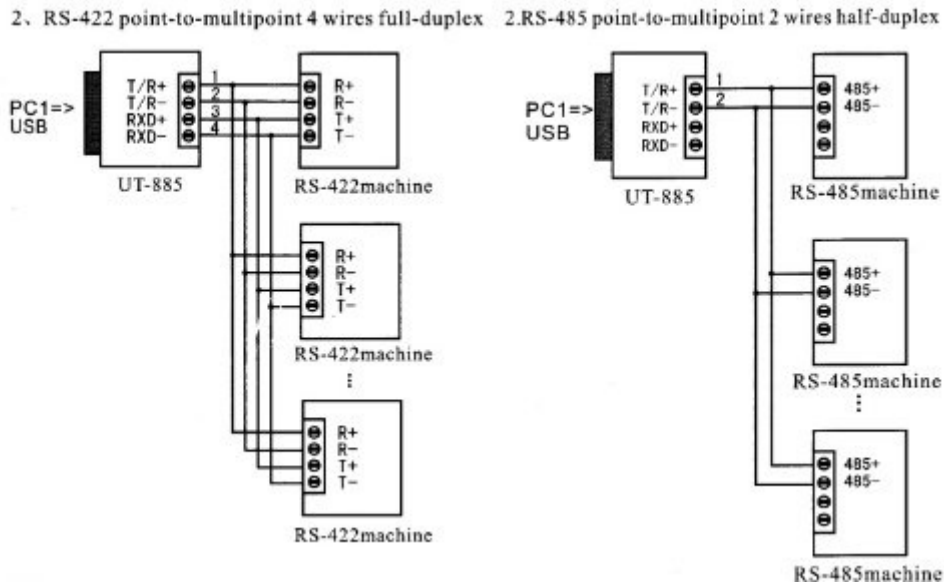 2、RS-422 point-to-multipoint 4 wires full-duplex
PC1=>
USB
T/R+
T/R-
RXD+
RXD-
1
2
3
4
R+
R-
T+
T-
UT-885
RS-422machine
R+
R-
T+
T-
RS-422machine
R+
R-
T+
T-
RS-422machine
2.RS-485 point-to-multipoint 2 wires half-duplex
PC1=>
USB
T/R+
T/R-
RXD+
RXD-
1
2
485+
485-
UT-885
RS-485machine
485+
485-
RS-485machine
485+
485-
RS-485machine